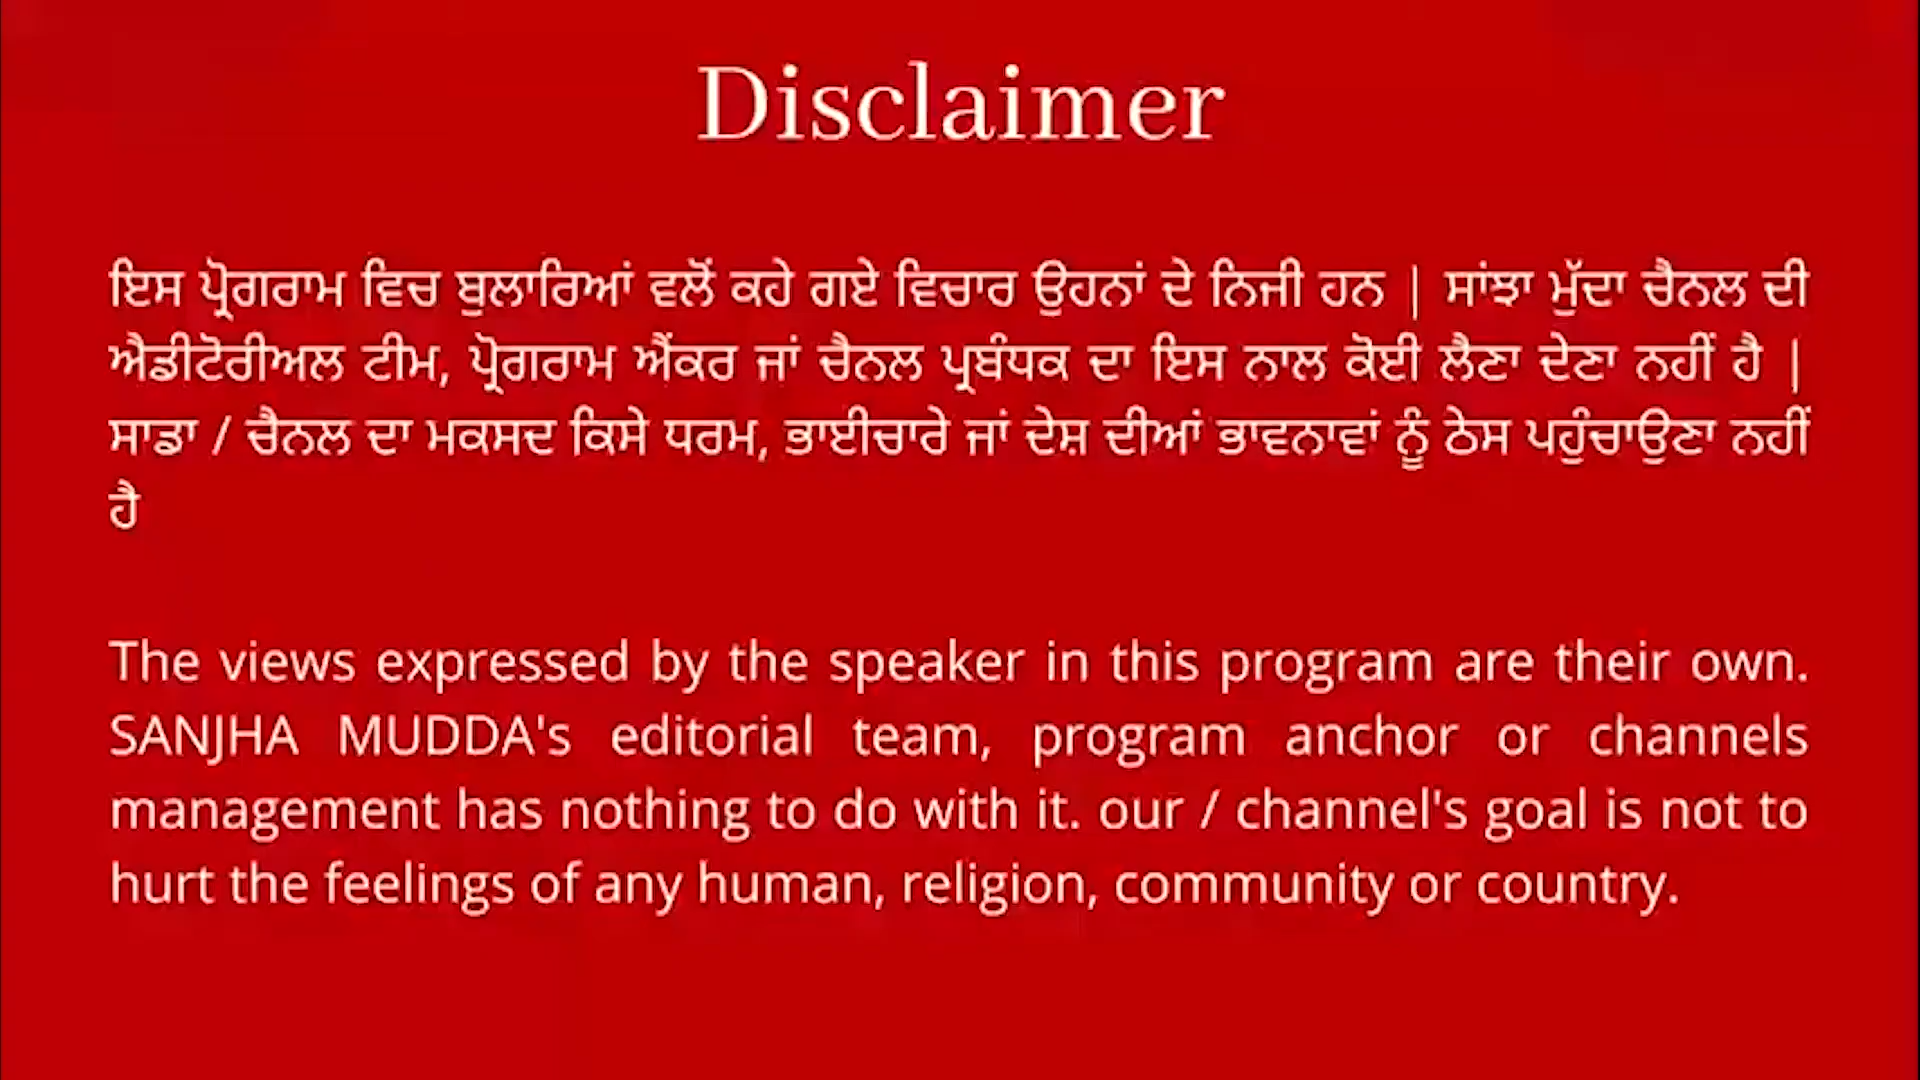 Disclaimer
ਇਸ ਪ੍ਰੋਗਰਾਮ ਵਿਚ ਬੁਲਾਰਿਆਂ ਵਲੋਂ ਕਹੇ ਗਏ ਵਿਚਾਰ ਉਹਨਾਂ ਦੇ ਨਿਜੀ ਹਨ | ਸਾਂਝਾ ਮੁੱਦਾ ਚੈਨਲ ਦੀ
ਐਡੀਟੋਰੀਅਲ ਟੀਮ, ਪ੍ਰੋਗਰਾਮ ਐਂਕਰ ਜਾਂ ਚੈਨਲ ਪ੍ਰਬੰਧਕ ਦਾ ਇਸ ਨਾਲ ਕੋਈ ਲੈਣਾ ਦੇਣਾ ਨਹੀਂ ਹੈ |
ਸਾਡਾ / ਚੈਨਲ ਦਾ ਮਕਸਦ ਕਿਸੇ ਧਰਮ, ਭਾਈਚਾਰੇ ਜਾਂ ਦੇਸ਼ ਦੀਆਂ ਭਾਵਨਾਵਾਂ ਨੂੰ ਠੇਸ ਪਹੁੰਚਾਉਣਾ ਨਹੀਂ
ਹੈ
The views expressed by the speaker in this program are their own.
SANJHA MUDDA's editorial team, program anchor or channels
management has nothing to do with it. our / channel's goal is not to
hurt the feelings of any human, religion, community or country.